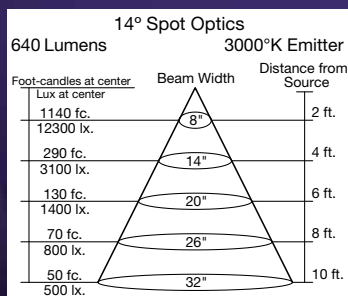 14º Spot Optics
640 Lumens 3000°K Emitter
Foot-candles at center
Lux at center
Beam Width
Distance from
Source
1140 fc.
12300 lx.
8"
2 ft.
290 fc.
3100 lx.
14"
4 ft.
130 fc.
1400 lx.
20"
6 ft.
70 fc.
800 lx.
26"
8 ft.
50 fc.
500 lx.
32"
10 ft.